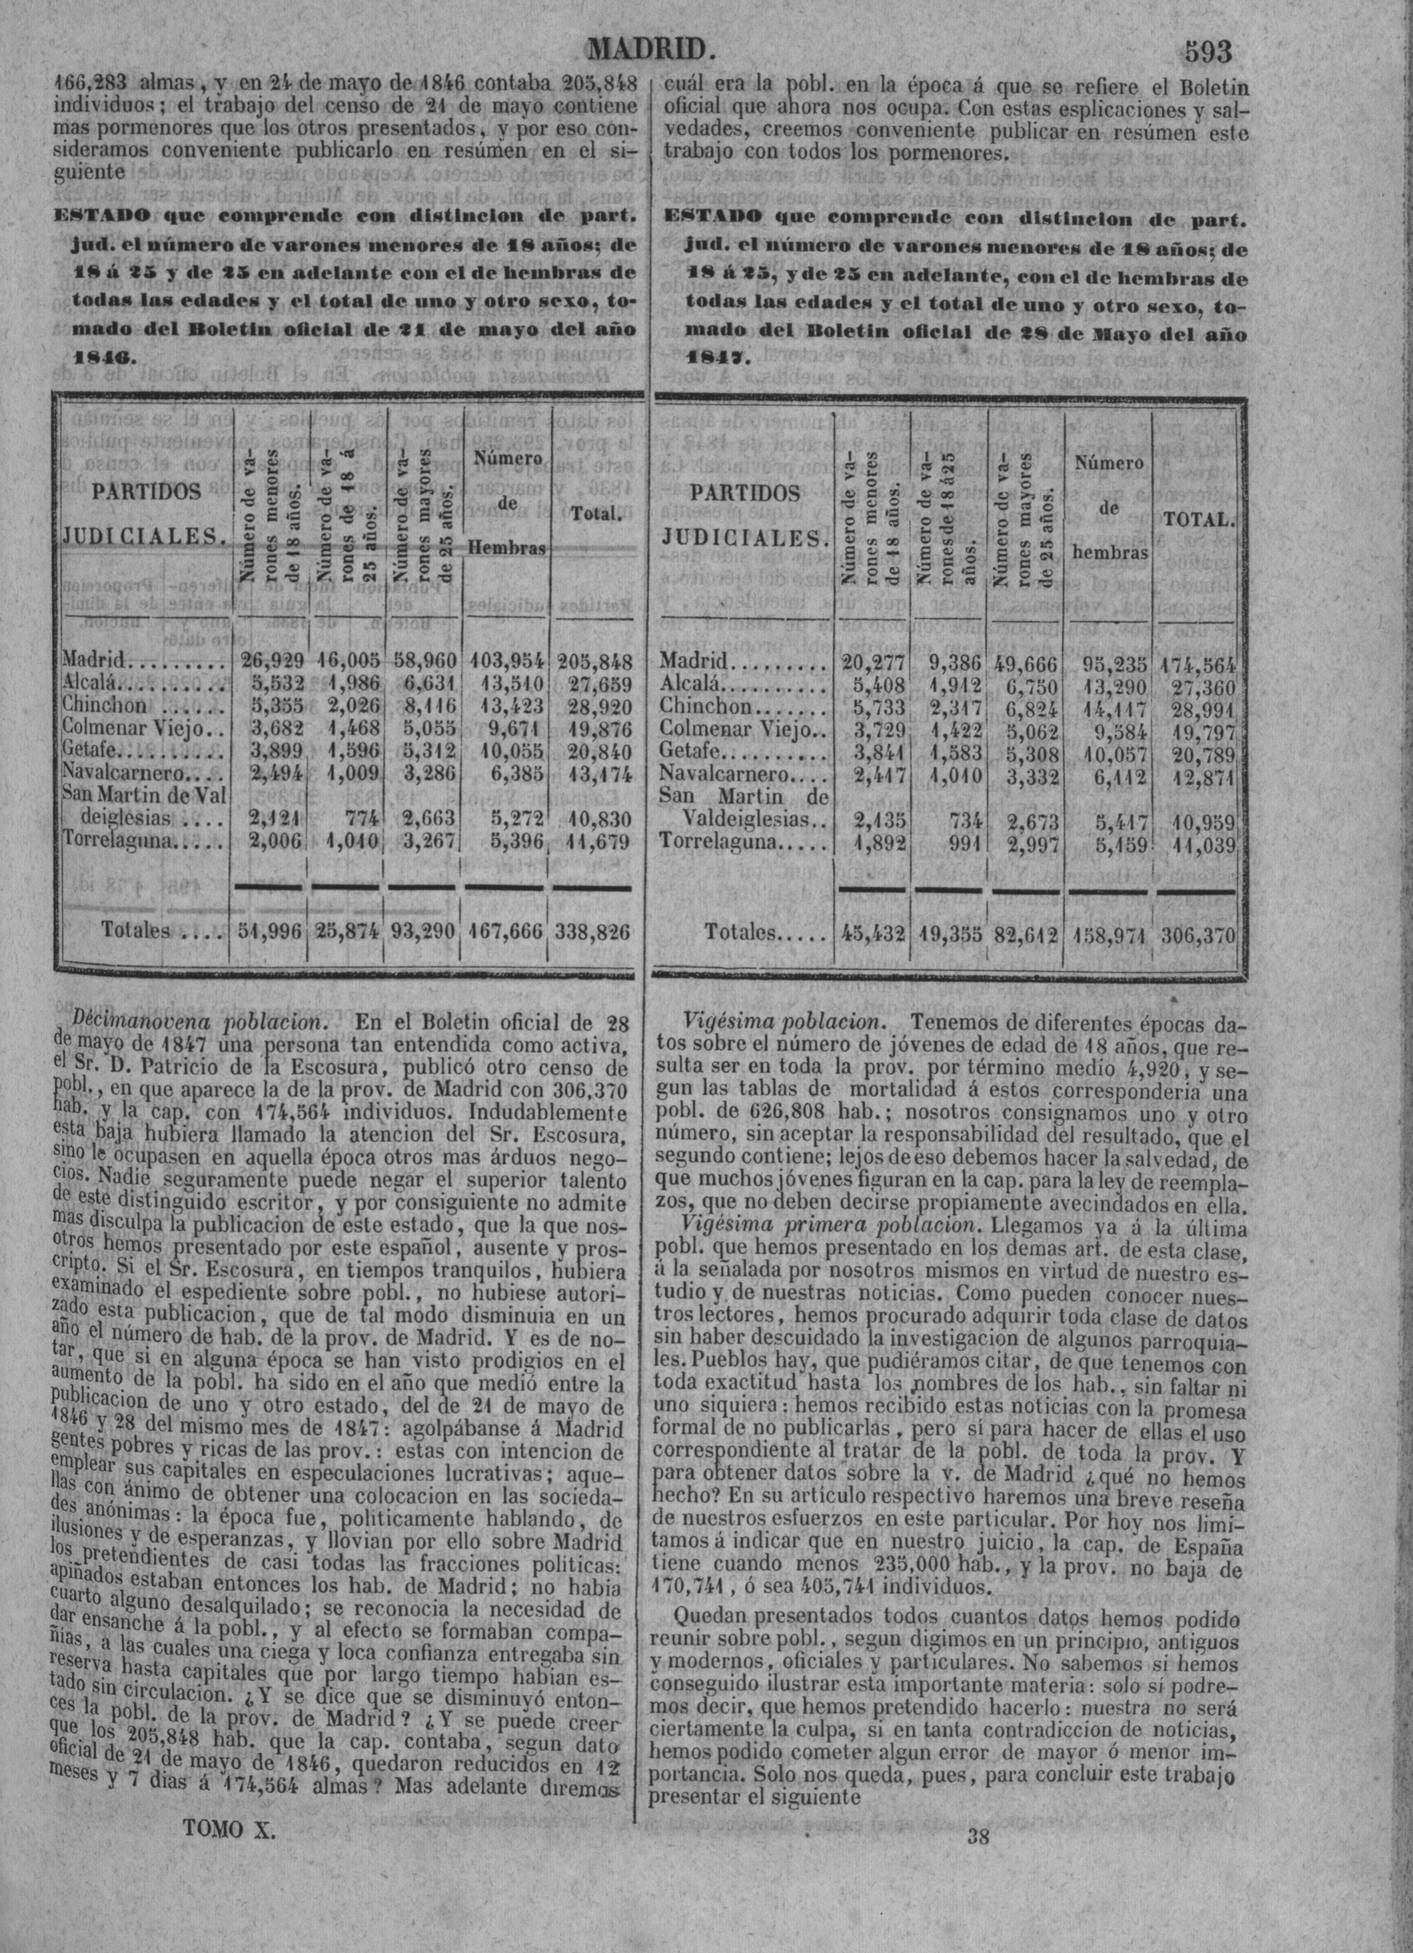 MADRID.
593
166,283 almas, y en 24 de mayo de 1846 contaba 205,848
individuos; el trabajo del censo de 21 de mayo contiene
mas pormenores que los otros presentados, y por eso con-
sideramos conveniente publicarlo en resúmen en el si-
guiente
ESTADO que comprende con distincion de part.
jud. el número de varones menores de 18 años; de
18 á 25 y de 25 en adelante con el de hembras de
todas las edades y el total de uno y otro sexo, to-
mado del Boletin oficial de 21 de mayo del año
1846.
PARTIDOS JUDICIALES. | Número de va-rones menores de 18 años. | Número de va-rones de 18 á 25 años. | Número de va-rones mayores de 25 años. | Número de Hembras | Total.
Madrid......... 26,929 16,005 58,960 103,954 205,848
Alcalá.......... 5,532 1,986 6,631 13,510 27,659
Chinchon ...... 5,355 2,026 8,116 13,423 28,920
Colmenar Viejo.. 3,682 1,468 5,055 9,671 19,876
Getafe.......... 3,899 1,596 5,312 10,055 20,840
Navalcarnero.... 2,494 1,009 3,286 6,385 13,174
San Martin de Val
deiglesias .... 2,121 774 2,663 5,272 10,830
Torrelaguna..... 2,006 1,010 3,267 5,396 11,679
Totales .... 51,996 25,874 93,290 167,666 338,826
Décimanovena poblacion. En el Boletin oficial de 28
de mayo de 1847 una persona tan entendida como activa,
el Sr. D. Patricio de la Escosura, publicó otro censo de
pobl., en que aparece la de la prov. de Madrid con 306,370
hab. y la cap. con 174,564 individuos. Indudablemente
esta baja hubiera llamado la atencion del Sr. Escosura,
sino le ocupasen en aquella época otros mas árduos nego-
cios. Nadie seguramente puede negar el superior talento
de este distinguido escritor, y por consiguiente no admite
mas disculpa la publicacion de este estado, que la que nos-
otros hemos presentado por este español, ausente y pros-
cripto. Si el Sr. Escosura, en tiempos tranquilos, hubiera
examinado el espediente sobre pobl., no hubiese autori-
zado esta publicacion, que de tal modo disminuia en un
año el número de hab. de la prov. de Madrid. Y es de no-
tar, que si en alguna época se han visto prodigios en el
aumento de la pobl. ha sido en el año que medió entre la
publicacion de uno y otro estado, del de 21 de mayo de
1846 y 28 del mismo mes de 1847: agolpábanse á Madrid
gentes pobres y ricas de las prov.: estas con intencion de
emplear sus capitales en especulaciones lucrativas; aque-
llas con ánimo de obtener una colocacion en las socieda-
des anónimas: la época fue, politicamente hablando, de
ilusiones y de esperanzas, y llovian por ello sobre Madrid
los pretendientes de casi todas las fracciones politicas:
apiñados estaban entonces los hab. de Madrid; no habia
cuarto alguno desalquilado; se reconocia la necesidad de
dar ensanche á la pobl., y al efecto se formaban compa-
ñias, á las cuales una ciega y loca confianza entregaba sin
reserva hasta capitales que por largo tiempo habian es-
tado sin circulacion. ¿Y se dice que se disminuyó enton-
ces la pobl. de la prov. de Madrid? ¿Y se puede creer
que los 205,848 hab. que la cap. contaba, segun dato
oficial de 21 de mayo de 1846, quedaron reducidos en 12
meses y 7 dias á 174,564 almas? Mas adelante diremos
TOMO X.
cuál era la pobl. en la época á que se refiere el Boletin
oficial que ahora nos ocupa. Con estas esplicaciones y sal-
vedades, creemos conveniente publicar en resúmen este
trabajo con todos los pormenores.
ESTADO que comprende con distincion de part.
jud. el número de varones menores de 18 años; de
18 á 25, y de 25 en adelante, con el de hembras de
todas las edades y el total de uno y otro sexo, to-
mado del Boletin oficial de 28 de Mayo del año
1847.
PARTIDOS JUDICIALES. | Número de va-rones menores de 18 años. | Número de va-rones de 18 á 25 años. | Número de va-rones mayores de 25 años. | Número de hembras | TOTAL.
Madrid......... 20,277 9,386 49,666 95,235 174,564
Alcalá.......... 5,408 1,912 6,750 13,290 27,360
Chinchon....... 5,733 2,317 6,824 14,117 28,991
Colmenar Viejo.. 3,729 1,422 5,062 9,584 19,797
Getafe......... 3,841 1,583 5,308 10,057 20,789
Navalcarnero.... 2,417 1,010 3,332 6,112 12,871
San Martin de
Valdeiglesias.. 2,135 734 2,673 5,417 10,959
Torrelaguna..... 1,892 991 2,997 5,159 11,039
Totales..... 45,432 19,355 82,612 158,971 306,370
Vigésima poblacion. Tenemos de diferentes épocas da-
tos sobre el número de jóvenes de edad de 18 años, que re-
sulta ser en toda la prov. por término medio 4,920, y se-
gun las tablas de mortalidad á estos corresponderia una
pobl. de 626,808 hab.; nosotros consignamos uno y otro
número, sin aceptar la responsabilidad del resultado, que el
segundo contiene; lejos de eso debemos hacer la salvedad, de
que muchos jóvenes figuran en la cap. para la ley de reempla-
zos, que no deben decirse propiamente avecindados en ella.
Vigésima primera poblacion. Llegamos ya á la última
pobl. que hemos presentado en los demas art. de esta clase,
á la señalada por nosotros mismos en virtud de nuestro es-
tudio y de nuestras noticias. Como pueden conocer nues-
tros lectores, hemos procurado adquirir toda clase de datos
sin haber descuidado la investigacion de algunos parroquia-
les. Pueblos hay, que pudiéramos citar, de que tenemos con
toda exactitud hasta los nombres de los hab., sin faltar ni
uno siquiera: hemos recibido estas noticias con la promesa
formal de no publicarlas, pero sí para hacer de ellas el uso
correspondiente al tratar de la pobl. de toda la prov. Y
para obtener datos sobre la v. de Madrid ¿qué no hemos
hecho? En su articulo respectivo haremos una breve reseña
de nuestros esfuerzos en este particular. Por hoy nos limi-
tamos á indicar que en nuestro juicio, la cap. de España
tiene cuando menos 235,000 hab., y la prov. no baja de
170,741, ó sea 405,741 individuos.
Quedan presentados todos cuantos datos hemos podido
reunir sobre pobl., segun digimos en un principio, antiguos
y modernos, oficiales y particulares. No sabemos si hemos
conseguido ilustrar esta importante materia: solo sí podre-
mos decir, que hemos pretendido hacerlo: nuestra no será
ciertamente la culpa, si en tanta contradiccion de noticias,
hemos podido cometer algun error de mayor ó menor im-
portancia. Solo nos queda, pues, para concluir este trabajo
presentar el siguiente
38